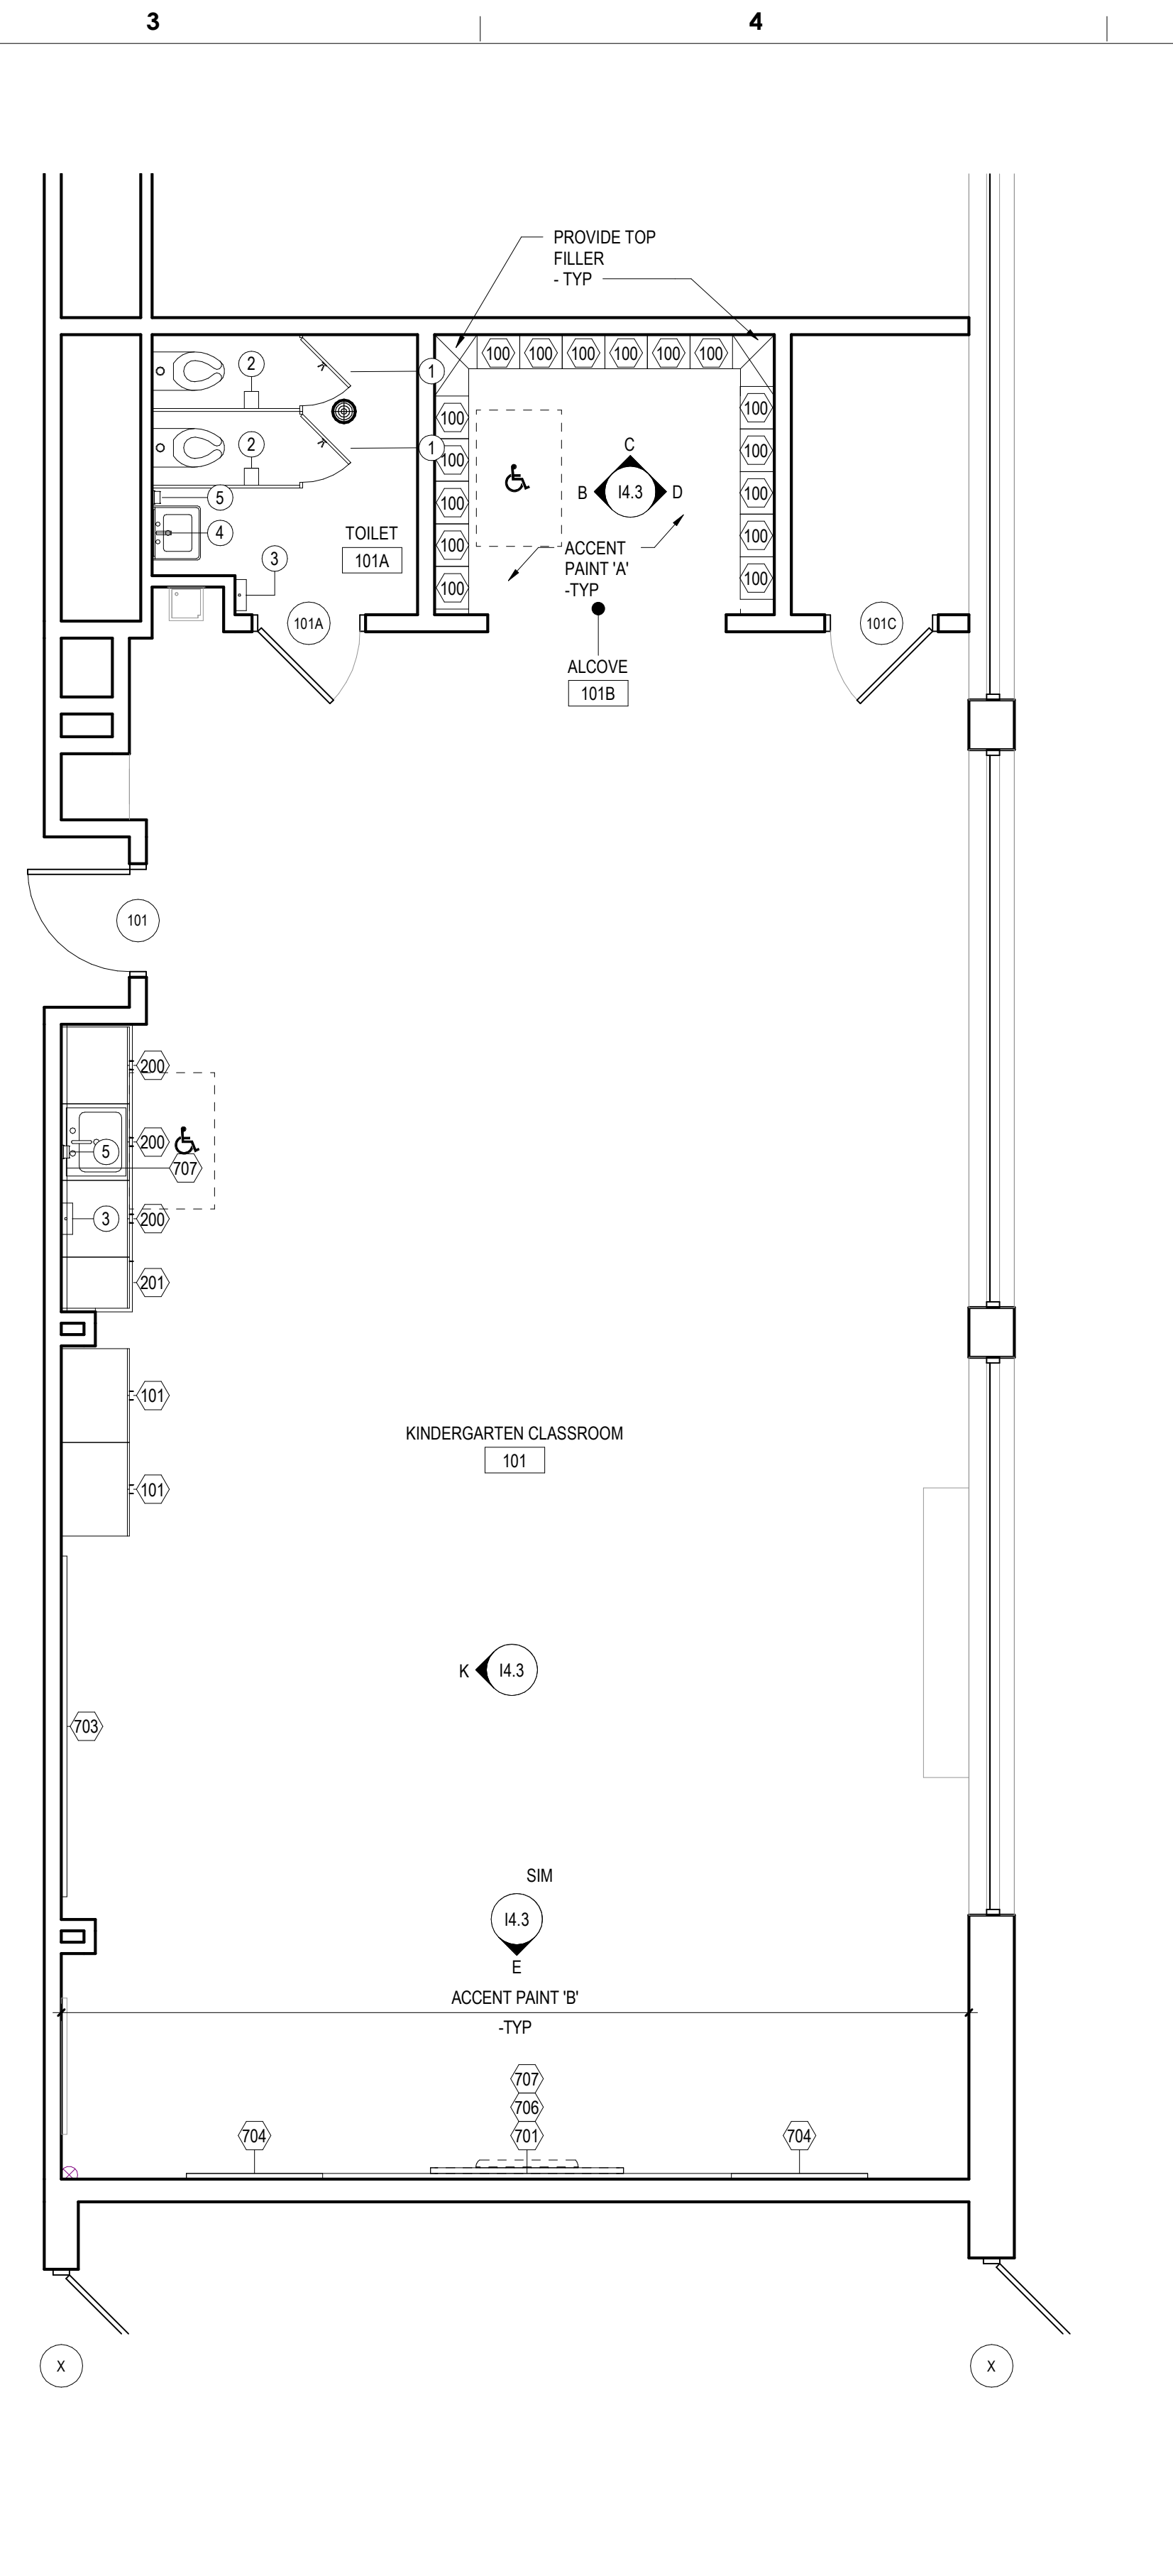 3 4
PROVIDE TOP
FILLER
- TYP
100 100 100 100 100 100
2 1
100 100
100 100
2 1
C
B I4.3 D
100 100
5
4
TOILET
101A
100 100
ACCENT
PAINT 'A'
-TYP
3
100 100
101A 101C
ALCOVE
101B
101
200
200
5
707
3 200
201
101
KINDERGARTEN CLASSROOM
101
101
K I4.3
703
SIM
I4.3
E
ACCENT PAINT 'B'
-TYP
707
706
704 701 704
X X